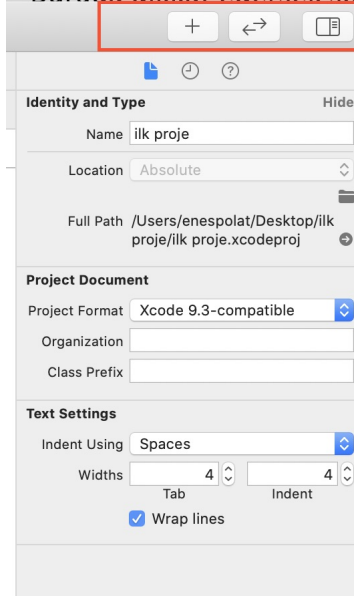 Identity and Type Hide
Name ilk proje
Location Absolute
Full Path /Users/enespolat/Desktop/ilk
proje/ilk proje.xcodeproj
Project Document
Project Format Xcode 9.3-compatible
Organization
Class Prefix
Text Settings
Indent Using Spaces
Widths 4 4
Tab Indent
Wrap lines